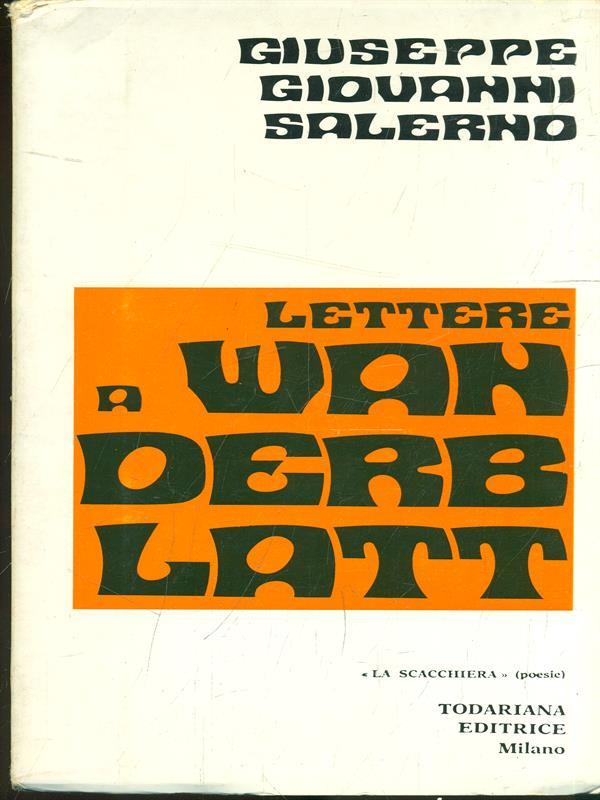 GIUSEPPE
GIOVANNI
SALERNO
LETTERE
A WAN
DERB
LATT
« LA SCACCHIERA » (poesie)
TODARIANA
EDITRICE
Milano